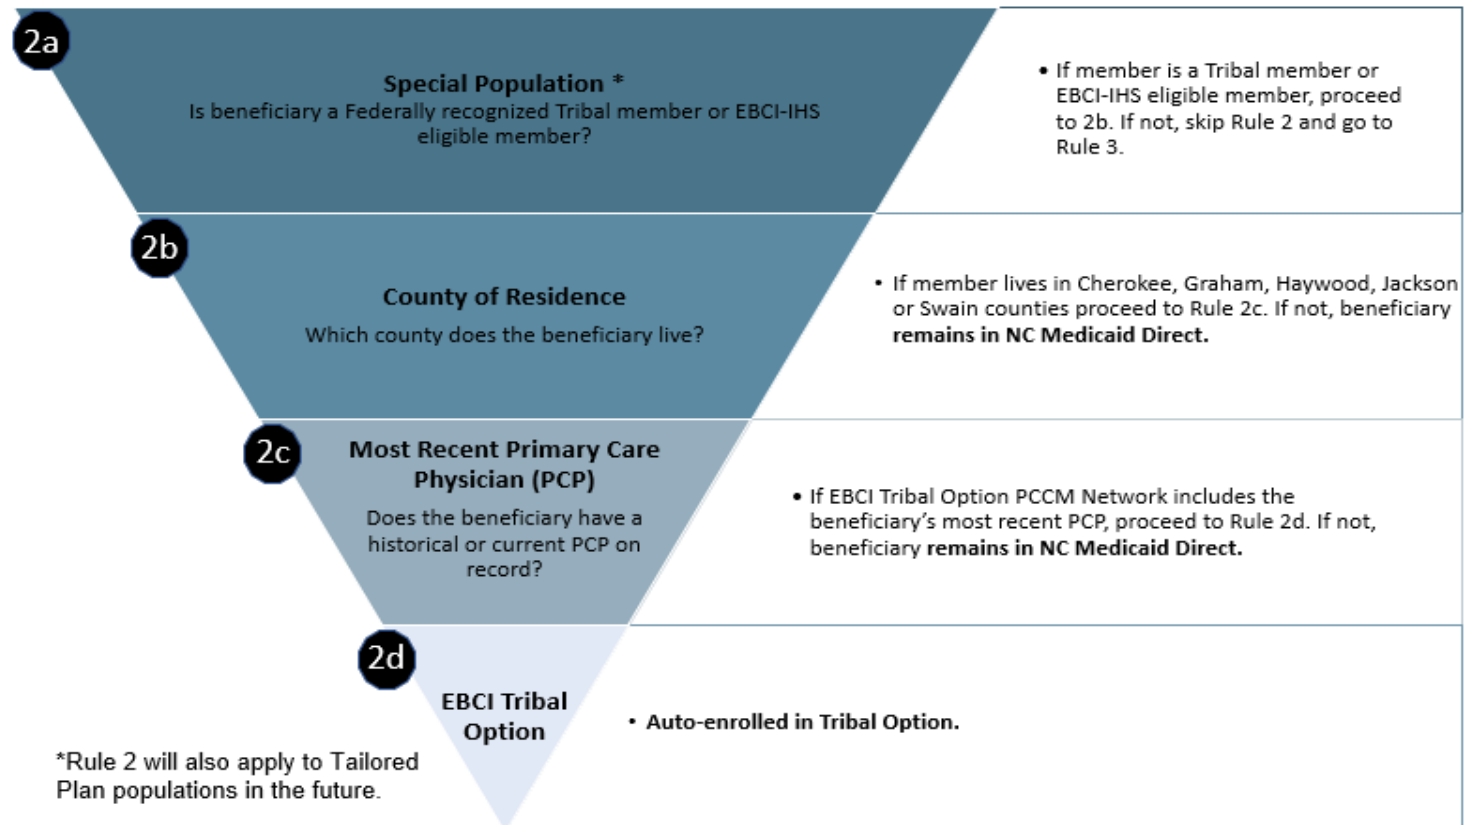 2a
Special Population *
Is beneficiary a Federally recognized Tribal member or EBCI-IHS
eligible member?
• If member is a Tribal member or
EBCI-IHS eligible member, proceed
to 2b. If not, skip Rule 2 and go to
Rule 3.
2b
County of Residence
Which county does the beneficiary live?
• If member lives in Cherokee, Graham, Haywood, Jackson
or Swain counties proceed to Rule 2c. If not, beneficiary
remains in NC Medicaid Direct.
2c
Most Recent Primary Care
Physician (PCP)
Does the beneficiary have a
historical or current PCP on
record?
• If EBCI Tribal Option PCCM Network includes the
beneficiary’s most recent PCP, proceed to Rule 2d. If not,
beneficiary remains in NC Medicaid Direct.
2d
EBCI Tribal
Option
• Auto-enrolled in Tribal Option.
*Rule 2 will also apply to Tailored
Plan populations in the future.